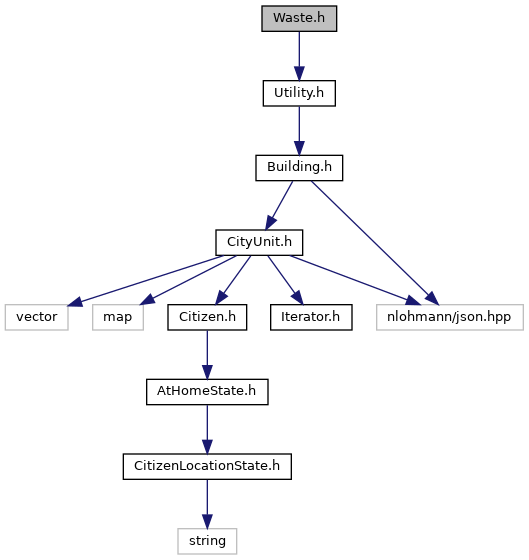 Waste.h
Utility.h
Building.h
CityUnit.h
vector
map
Citizen.h
Iterator.h
nlohmann/json.hpp
AtHomeState.h
CitizenLocationState.h
string